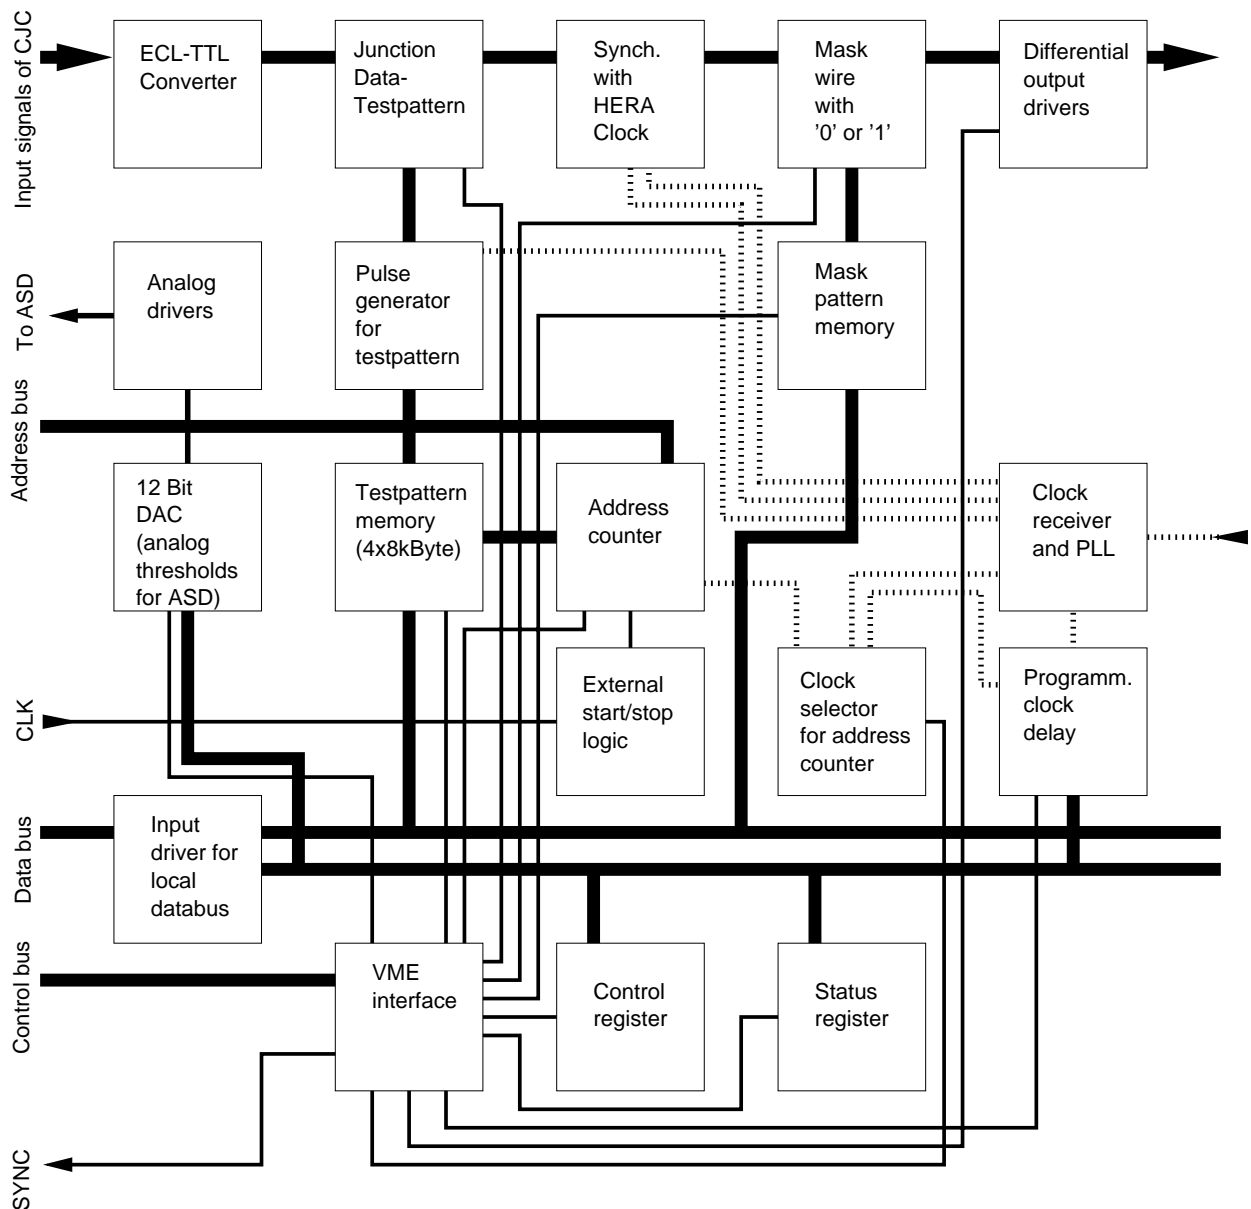 Input signals of CJC
ECL-TTL
Converter
Junction
Data-
Testpattern
Synch.
with
HERA
Clock
Mask
wire
with
'0' or '1'
Differential
output
drivers
To ASD
Analog
drivers
Pulse
generator
for
testpattern
Mask
pattern
memory
Address bus
12 Bit
DAC
(analog
thresholds
for ASD)
Testpattern
memory
(4x8kByte)
Address
counter
Clock
receiver
and PLL
CLK
External
start/stop
logic
Clock
selector
for address
counter
Programm.
clock
delay
Data bus
Input
driver for
local
databus
Control bus
VME
interface
Control
register
Status
register
SYNC